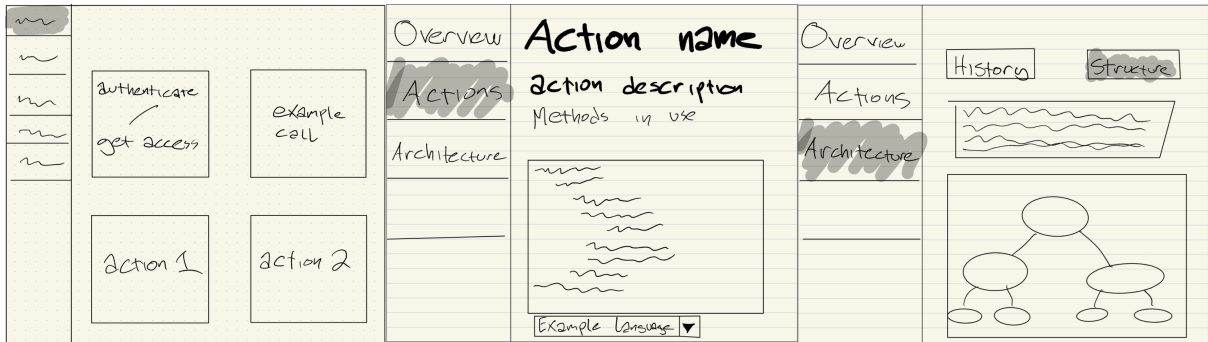 authenticate
get access
example
call
action 1
action 2
Overview
Actions
Architecture
Action name
action description
Methods in use
Example Language
Overview
Actions
Architecture
History
Structure